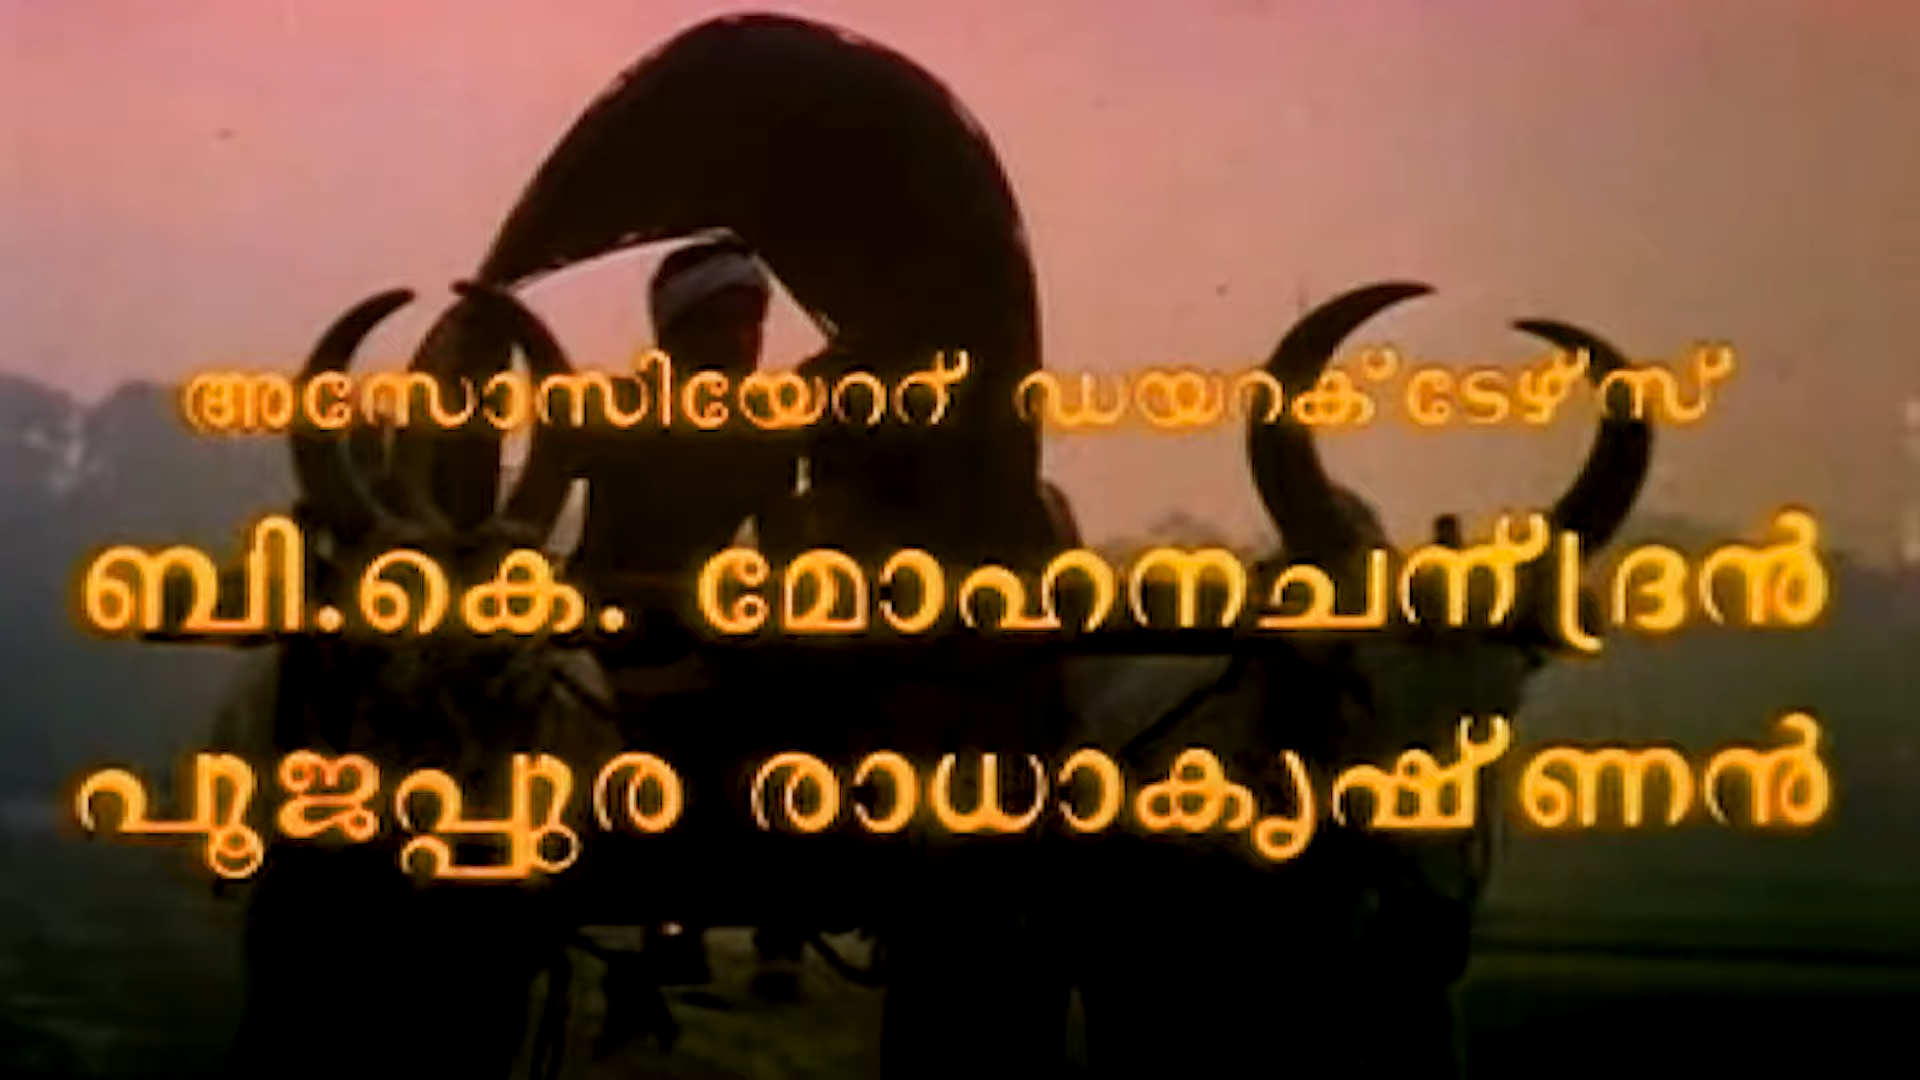 അസോസിയേററ് ഡയറക്ടേഴ്സ്
ബി.കെ. മോഹനചന്ദ്രൻ
പൂജപ്പുര രാധാകൃഷ്ണൻ